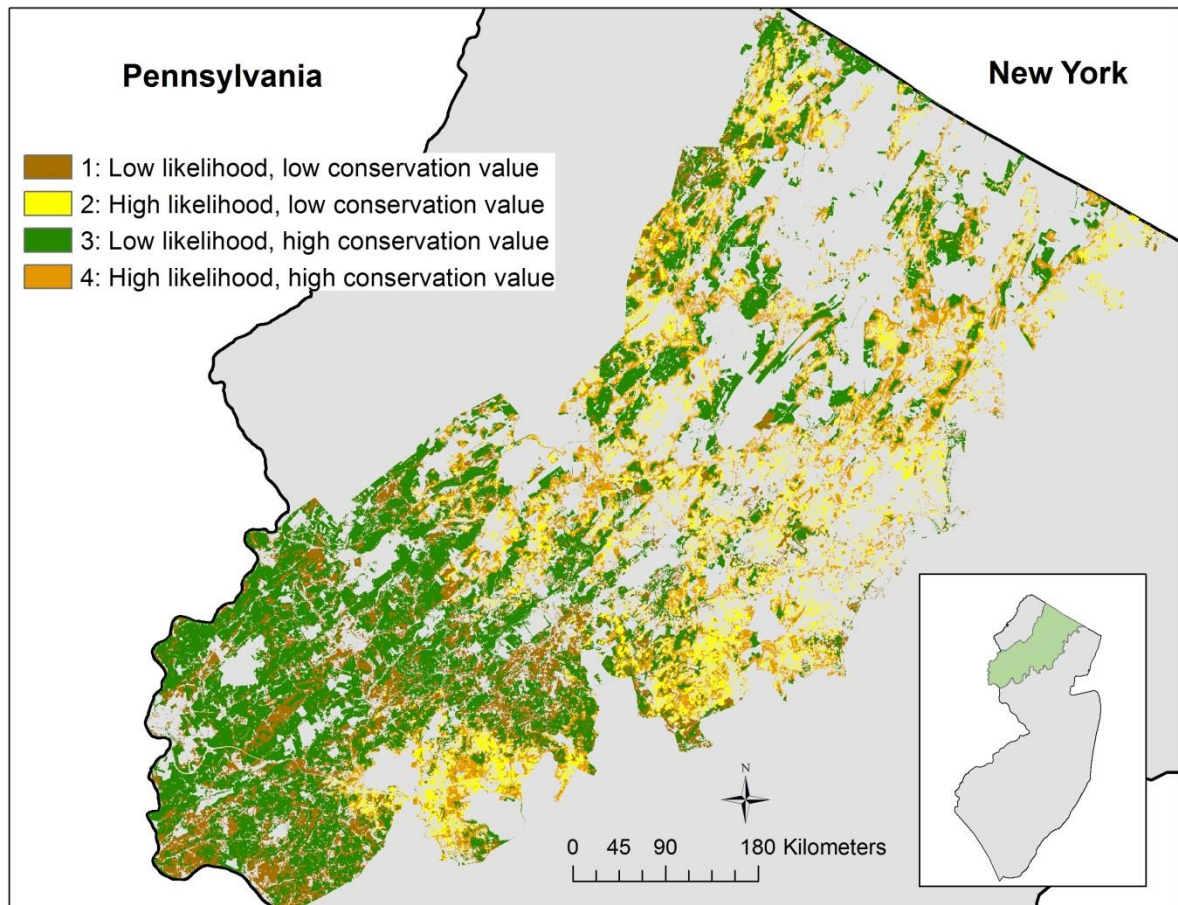 Pennsylvania
New York
1: Low likelihood, low conservation value
2: High likelihood, low conservation value
3: Low likelihood, high conservation value
4: High likelihood, high conservation value
N
0 45 90 180 Kilometers